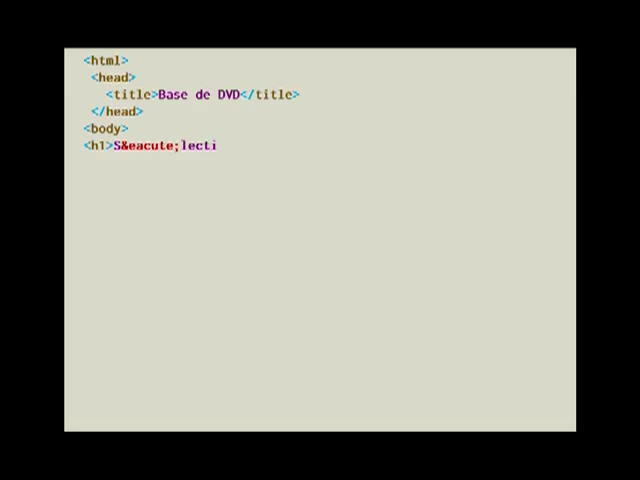 <html>
<head>
<title>Base de DVD</title>
</head>
<body>
<h1>S&eacute;lecti